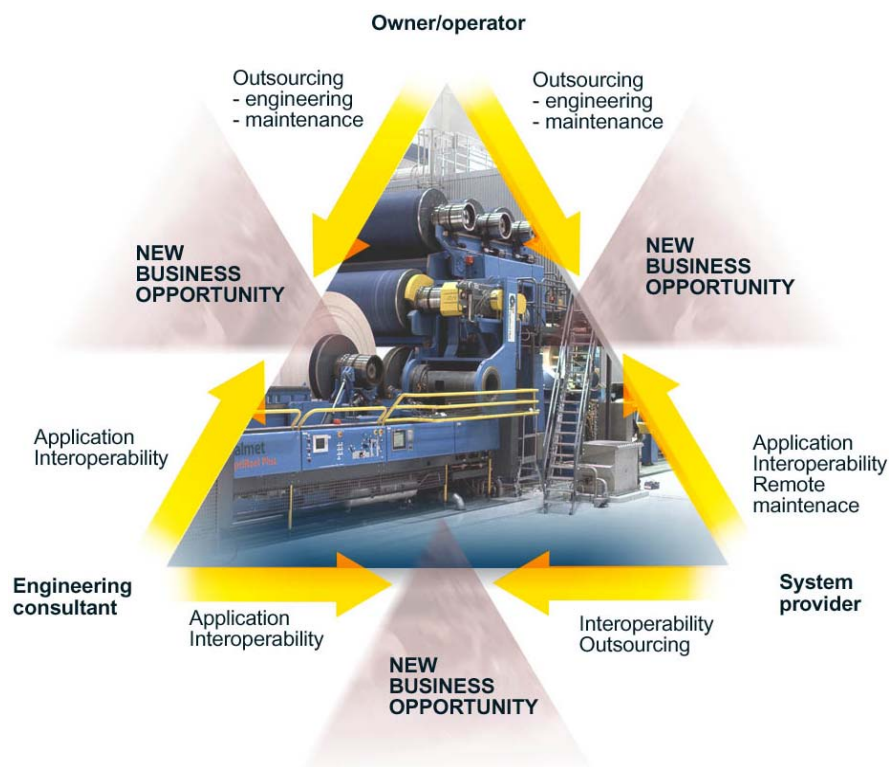 Owner/operator
Outsourcing
- engineering
- maintenance
Outsourcing
- engineering
- maintenance
NEW
BUSINESS
OPPORTUNITY
NEW
BUSINESS
OPPORTUNITY
Application
Interoperability
Application
Interoperability
Remote
maintenace
Engineering
consultant
Application
Interoperability
Interoperability
Outsourcing
System
provider
NEW
BUSINESS
OPPORTUNITY